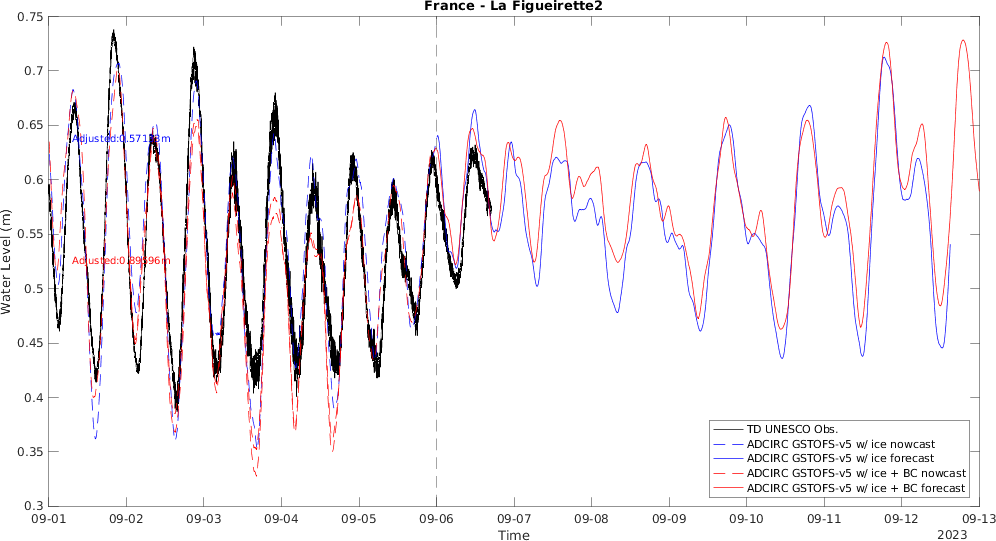 France - La Figueirette2
0.75
0.7
0.65
0.6
0.55
0.5
0.45
0.4
0.35
0.3
Water Level (m)
Adjusted:0.57183m
Adjusted:0.89596m
TD UNESCO Obs.
ADCIRC GSTOFS-v5 w/ ice nowcast
ADCIRC GSTOFS-v5 w/ ice forecast
ADCIRC GSTOFS-v5 w/ ice + BC nowcast
ADCIRC GSTOFS-v5 w/ ice + BC forecast
09-01 09-02 09-03 09-04 09-05 09-06 09-07 09-08 09-09 09-10 09-11 09-12 09-13
Time
2023